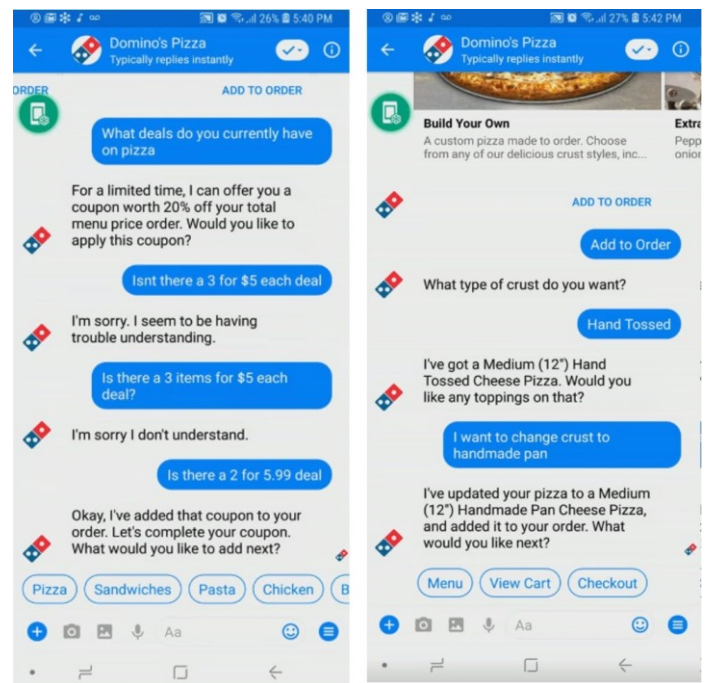 26% 5:40 PM
Domino's Pizza
Typically replies instantly
ORDER
ADD TO ORDER
What deals do you currently have
on pizza
For a limited time, I can offer you a
coupon worth 20% off your total
menu price order. Would you like to
apply this coupon?
Isnt there a 3 for $5 each deal
I'm sorry. I seem to be having
trouble understanding.
Is there a 3 items for $5 each
deal?
I'm sorry I don't understand.
Is there a 2 for 5.99 deal
Okay, I've added that coupon to your
order. Let's complete your coupon.
What would you like to add next?
Pizza
Sandwiches
Pasta
Chicken
B
Aa
27% 5:42 PM
Domino's Pizza
Typically replies instantly
Build Your Own
A custom pizza made to order. Choose
from any of our delicious crust styles, inc...
Extra
Pepp
onion
ADD TO ORDER
Add to Order
What type of crust do you want?
Hand Tossed
I've got a Medium (12") Hand
Tossed Cheese Pizza. Would you
like any toppings on that?
I want to change crust to
handmade pan
I've updated your pizza to a Medium
(12") Handmade Pan Cheese Pizza,
and added it to your order. What
would you like next?
Menu
View Cart
Checkout
Aa